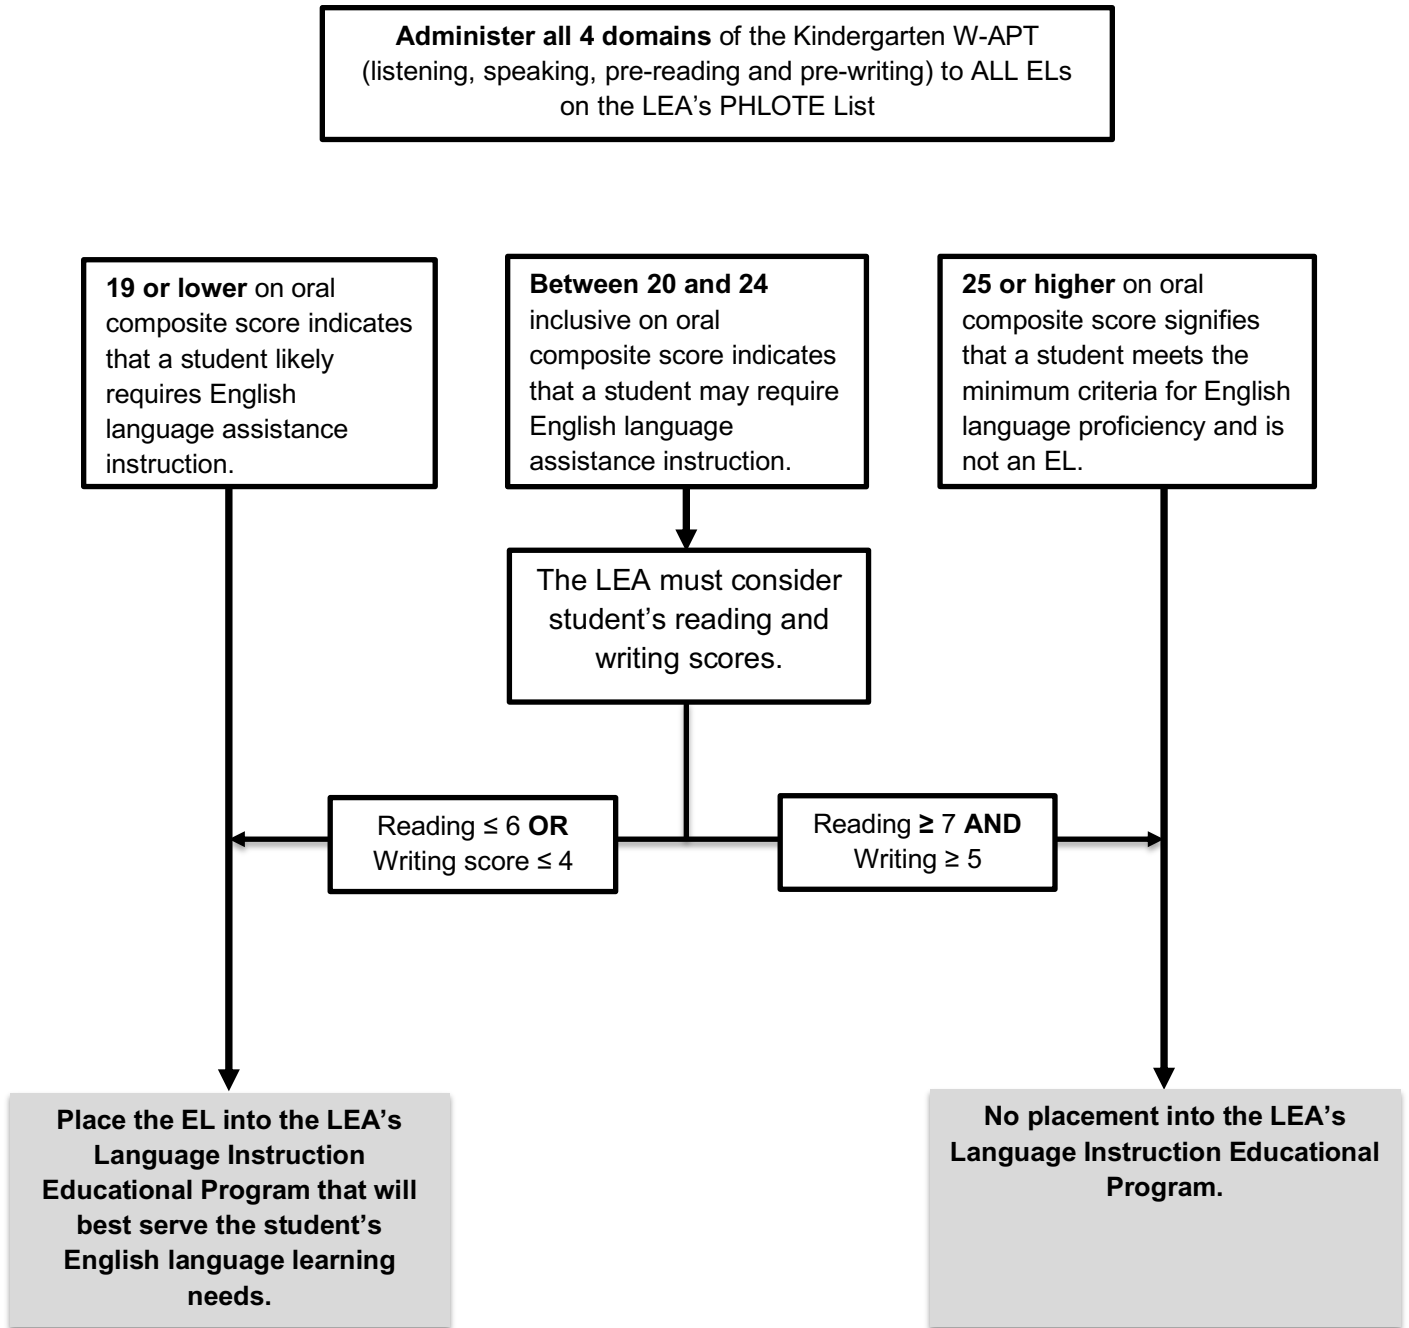 Administer all 4 domains of the Kindergarten W-APT
(listening, speaking, pre-reading and pre-writing) to ALL ELs
on the LEA's PHLOTE List
19 or lower on oral
composite score indicates
that a student likely
requires English
language assistance
instruction.
Between 20 and 24
inclusive on oral
composite score indicates
that a student may require
English language
assistance instruction.
25 or higher on oral
composite score signifies
that a student meets the
minimum criteria for English
language proficiency and is
not an EL.
The LEA must consider
student’s reading and
writing scores.
Reading ≤ 6 OR
Writing score ≤ 4
Reading ≥ 7 AND
Writing ≥ 5
Place the EL into the LEA’s
Language Instruction
Educational Program that will
best serve the student’s
English language learning
needs.
No placement into the LEA’s
Language Instruction Educational
Program.